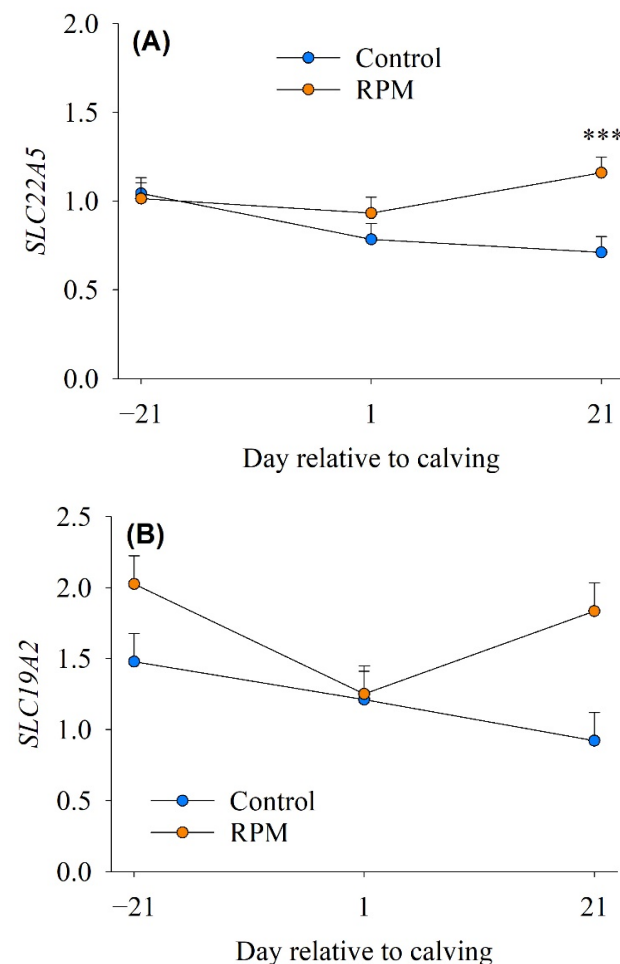 (A)
Control
RPM
***
SLC22A5
2.0
1.5
1.0
0.5
0.0
−21 1 21
Day relative to calving
(B)
SLC19A2
2.5
2.0
1.5
1.0
0.5
0.0
Control
RPM
−21 1 21
Day relative to calving